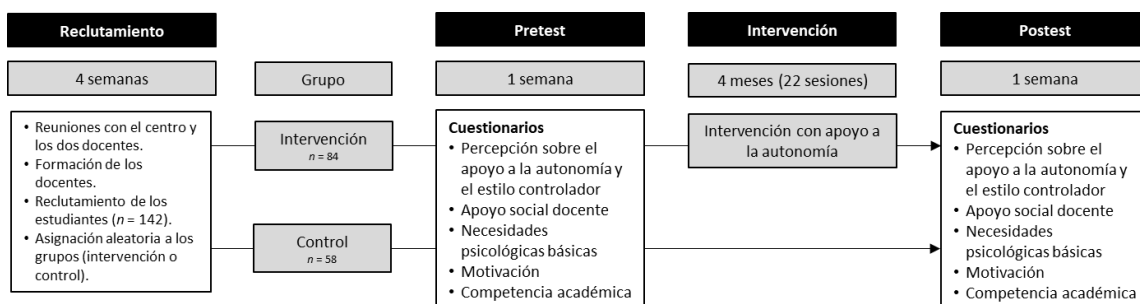 Reclutamiento
Pretest
Intervención
Postest
4 semanas
Grupo
1 semana
4 meses (22 sesiones)
1 semana
• Reuniones con el centro y
los dos docentes.
• Formación de los
docentes.
• Reclutamiento de los
estudiantes (n = 142).
• Asignación aleatoria a los
grupos (intervención o
control).
Intervención
n = 84
Control
n = 58
Cuestionarios
• Percepción sobre el
apoyo a la autonomía y
el estilo controlador
• Apoyo social docente
• Necesidades
psicológicas básicas
• Motivación
• Competencia académica
Intervención con apoyo a
la autonomía
Cuestionarios
• Percepción sobre el
apoyo a la autonomía y
el estilo controlador
• Apoyo social docente
• Necesidades
psicológicas básicas
• Motivación
• Competencia académica